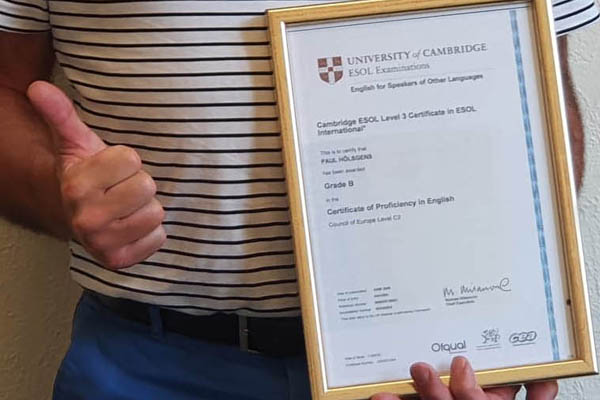 UNIVERSITY of CAMBRIDGE
ESOL Examinations
English for Speakers of Other Languages
Cambridge ESOL Level 3 Certificate in ESOL
International*
This is to certify that
PAUL HÖLSGENS
has been awarded
Grade B
in the
Certificate of Proficiency in English
Council of Europe Level C2
Chief Executive
Ofqual